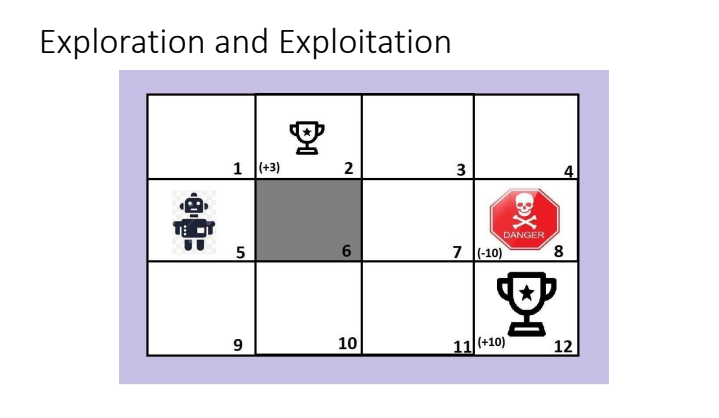 Exploration and Exploitation
1 (+3) 2 3 4
5 6 7 DANGER (-10) 8
9 10 11 (+10) 12